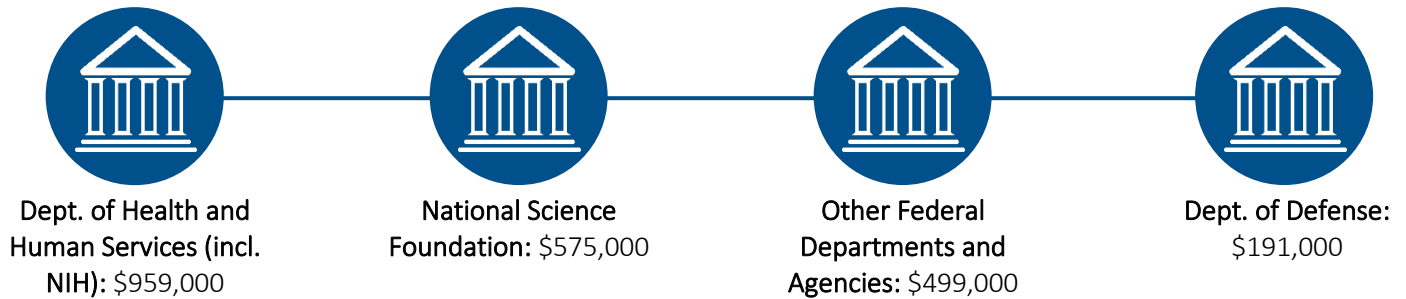 Dept. of Health and
Human Services (incl.
NIH): $959,000
National Science
Foundation: $575,000
Other Federal
Departments and
Agencies: $499,000
Dept. of Defense:
$191,000